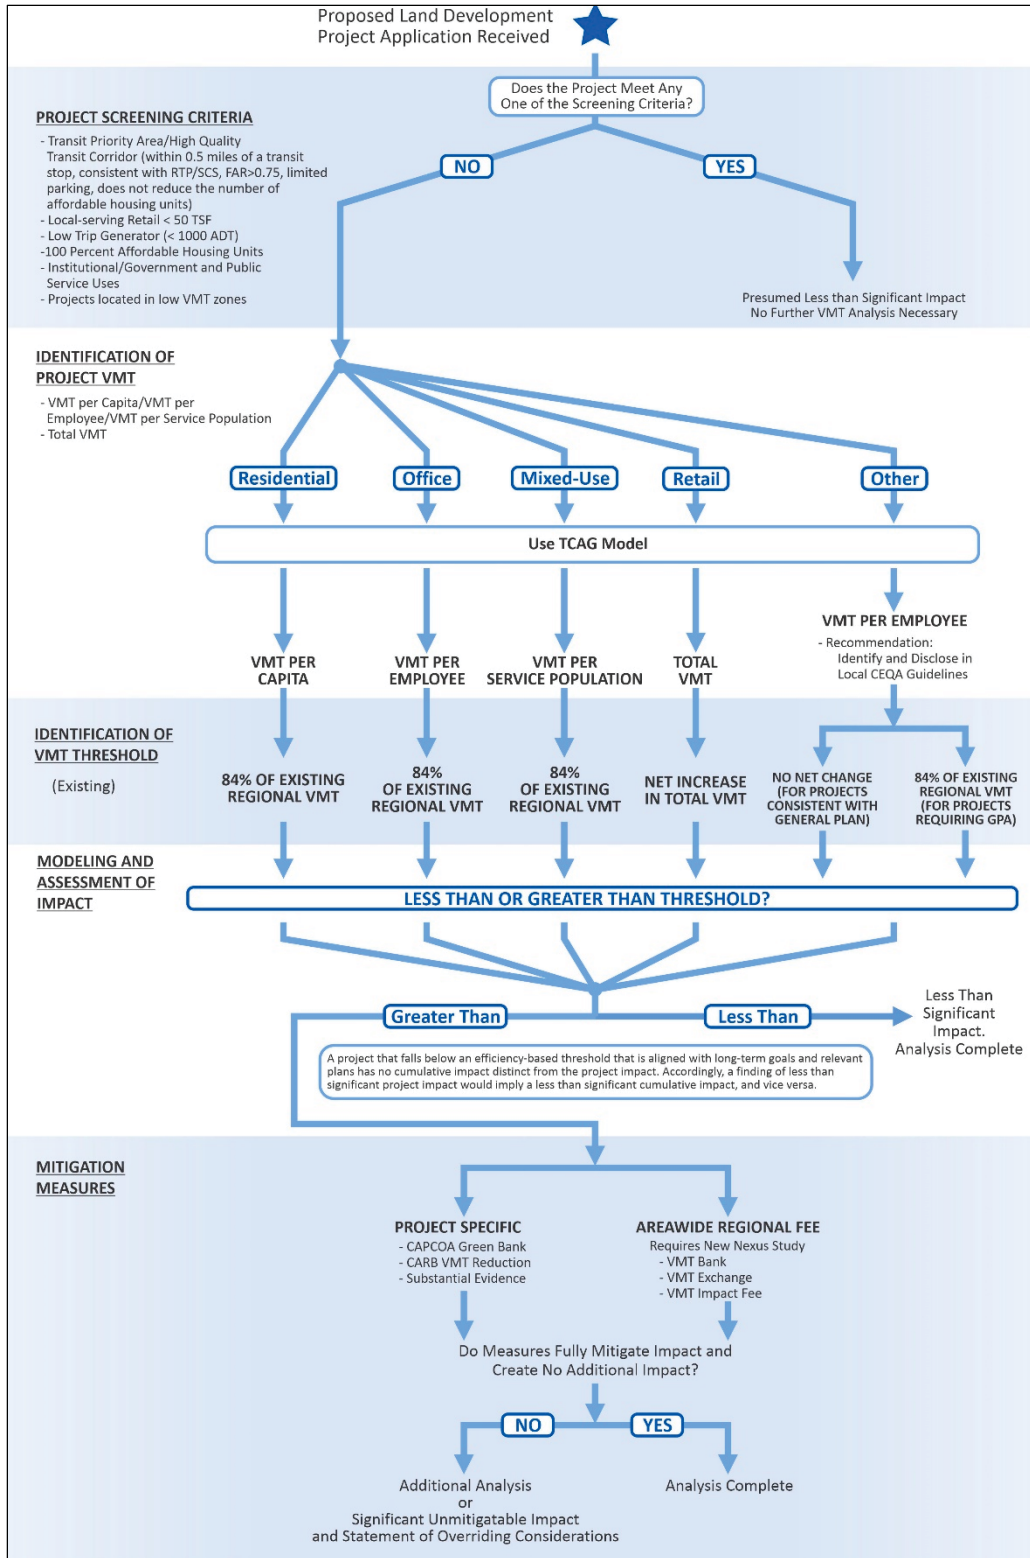 Proposed Land Development
Project Application Received
Does the Project Meet Any
One of the Screening Criteria?
PROJECT SCREENING CRITERIA
- Transit Priority Area/High Quality
Transit Corridor (within 0.5 miles of a transit
stop, consistent with RTP/SCS, FAR>0.75, limited
parking, does not reduce the number of
affordable housing units)
- Local-serving Retail < 50 TSF
- Low Trip Generator (< 1000 ADT)
-100 Percent Affordable Housing Units
- Institutional/Government and Public
Service Uses
- Projects located in low VMT zones
NO
YES
Presumed Less than Significant Impact
No Further VMT Analysis Necessary
IDENTIFICATION OF
PROJECT VMT
- VMT per Capita/VMT per
Employee/VMT per Service Population
- Total VMT
Residential
Office
Mixed-Use
Retail
Other
Use TCAG Model
VMT PER
CAPITA
VMT PER
EMPLOYEE
VMT PER
SERVICE POPULATION
TOTAL
VMT
VMT PER EMPLOYEE
- Recommendation:
Identify and Disclose in
Local CEQA Guidelines
IDENTIFICATION OF
VMT THRESHOLD
(Existing)
84% OF EXISTING
REGIONAL VMT
84%
OF EXISTING
REGIONAL VMT
84%
OF EXISTING
REGIONAL VMT
NET INCREASE
IN TOTAL VMT
NO NET CHANGE
(FOR PROJECTS
CONSISTENT WITH
GENERAL PLAN)
84% OF EXISTING
REGIONAL VMT
(FOR PROJECTS
REQUIRING GPA)
MODELING AND
ASSESSMENT OF
IMPACT
LESS THAN OR GREATER THAN THRESHOLD?
Greater Than
Less Than
Less Than
Significant
Impact.
Analysis Complete
A project that falls below an efficiency-based threshold that is aligned with long-term goals and relevant
plans has no cumulative impact distinct from the project impact. Accordingly, a finding of less than
significant project impact would imply a less than significant cumulative impact, and vice versa.
MITIGATION
MEASURES
PROJECT SPECIFIC
- CAPCOA Green Bank
- CARB VMT Reduction
- Substantial Evidence
AREAWIDE REGIONAL FEE
Requires New Nexus Study
- VMT Bank
- VMT Exchange
- VMT Impact Fee
Do Measures Fully Mitigate Impact and
Create No Additional Impact?
NO
YES
Additional Analysis
or
Significant Unmitigatable Impact
and Statement of Overriding Considerations
Analysis Complete